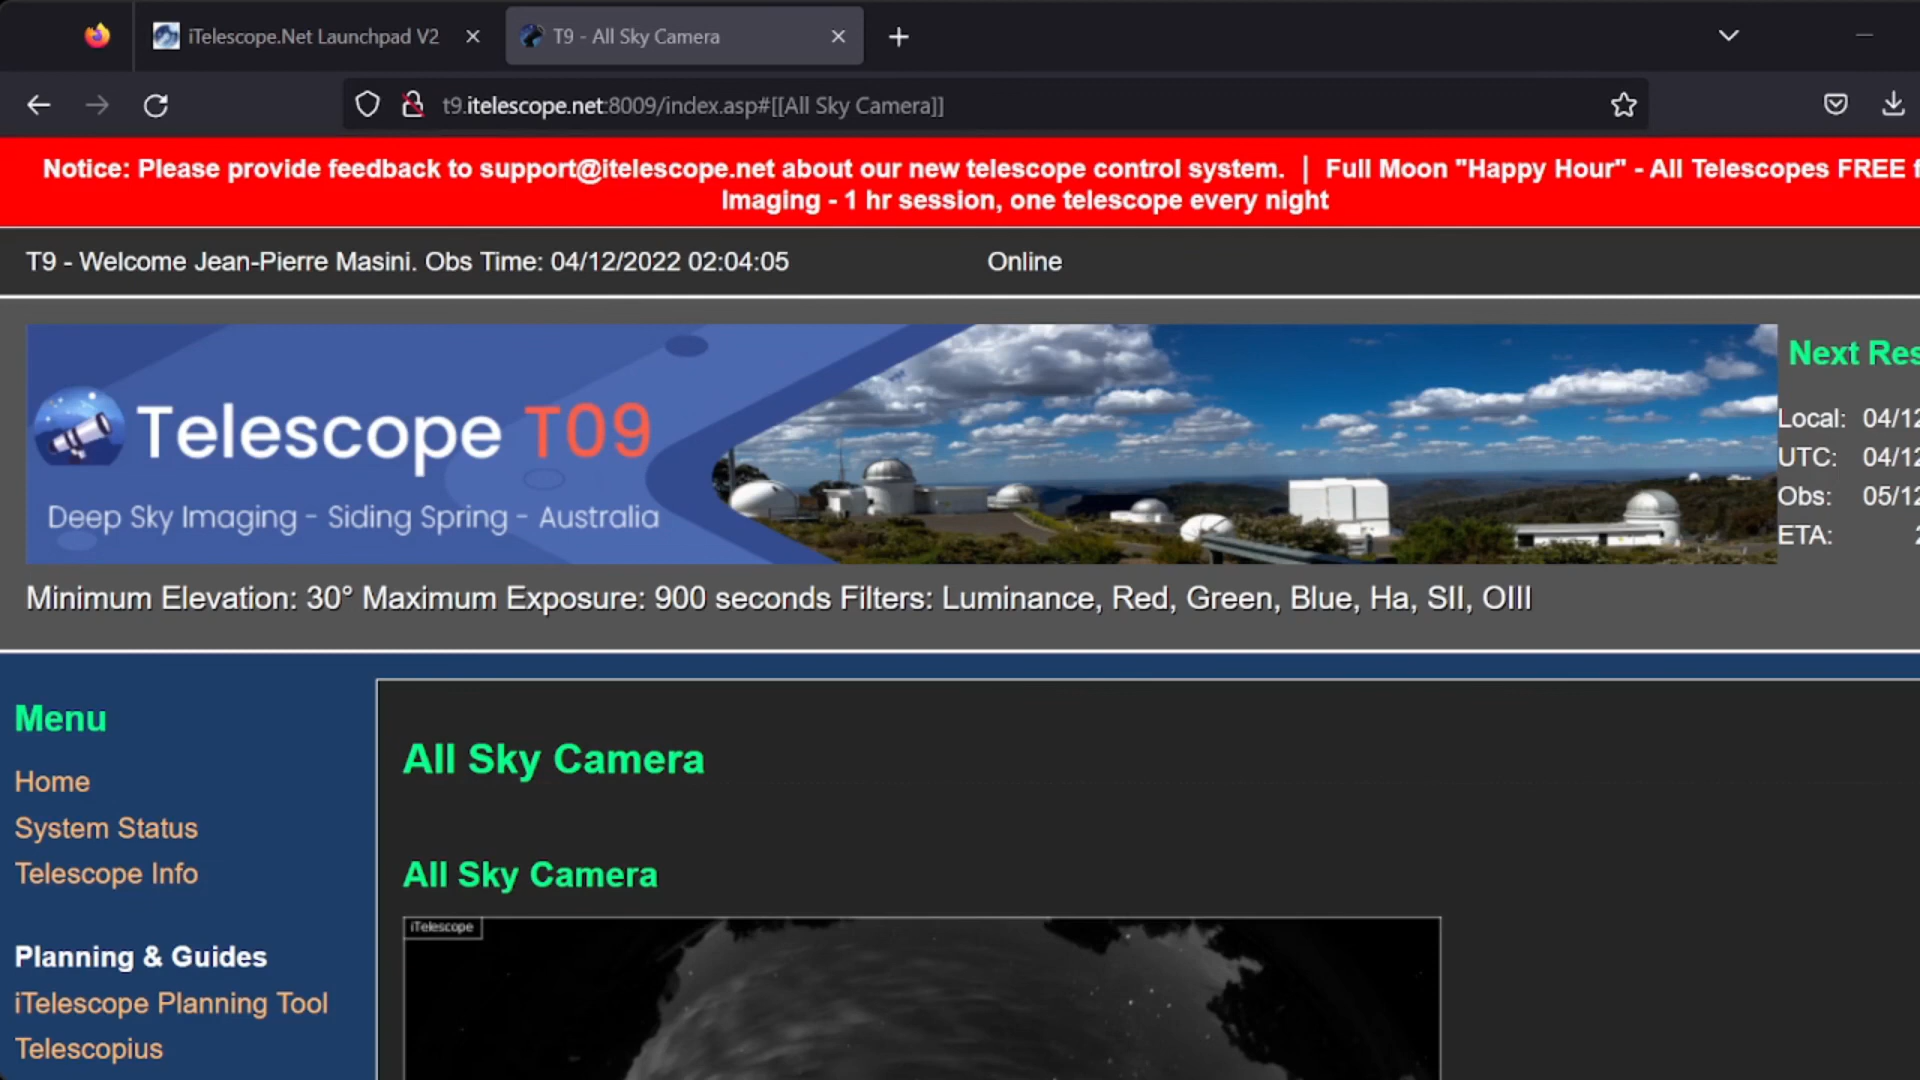 iTelescope.Net Launchpad V2
T9 - All Sky Camera
t9.itelescope.net:8009/index.asp#[[All Sky Camera]]
Notice: Please provide feedback to support@itelescope.net about our new telescope control system. | Full Moon "Happy Hour" - All Telescopes FREE f
Imaging - 1 hr session, one telescope every night
T9 - Welcome Jean-Pierre Masini. Obs Time: 04/12/2022 02:04:05
Online
Telescope T09
Deep Sky Imaging - Siding Spring - Australia
Next Res
Local: 04/12
UTC: 04/12
Obs: 05/12
ETA: 2
Minimum Elevation: 30° Maximum Exposure: 900 seconds Filters: Luminance, Red, Green, Blue, Ha, SII, OIII
Menu
Home
System Status
Telescope Info
Planning & Guides
iTelescope Planning Tool
Telescopius
All Sky Camera
All Sky Camera
iTelescope